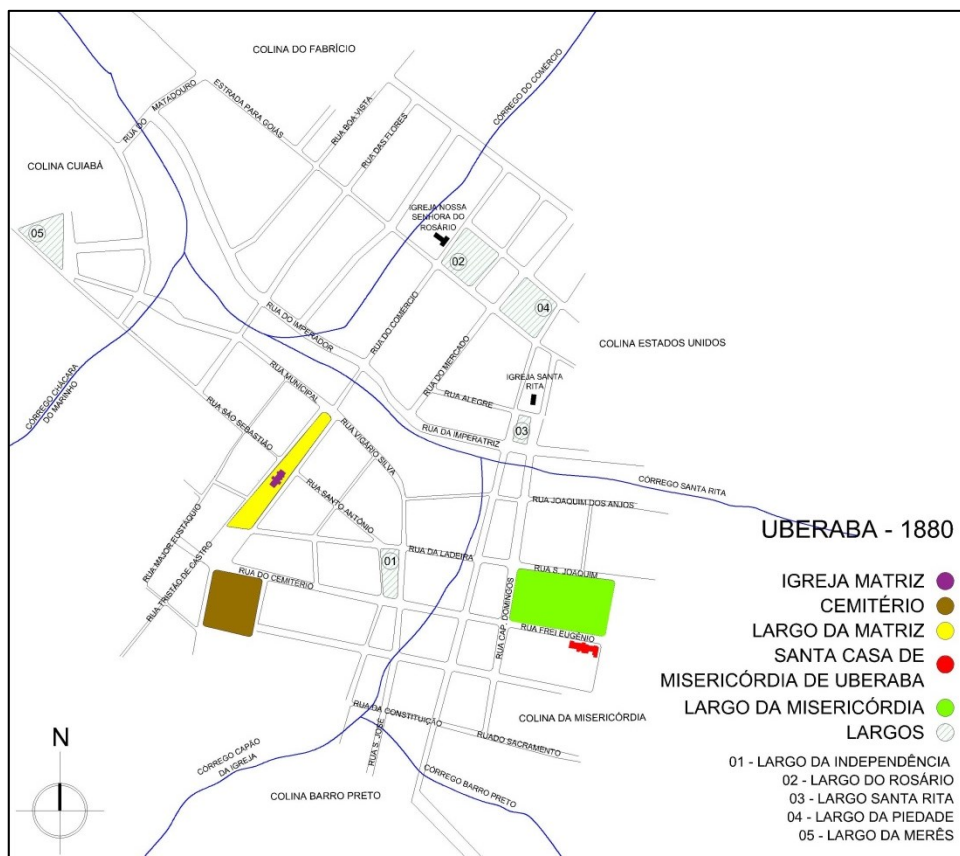 COLINA DO FABRÍCIO
CÓRREGO DO COMÉRCIO
RUA DO
MATADOURO
ESTRADA PARA GOIÁS
RUA BOA VISTA
RUA DAS FLORES
COLINA CUIABÁ
IGREJA NOSSA
SENHORA DO
ROSÁRIO
05
02
04
RUA DO IMPERADOR
RUA DO COMÉRCIO
COLINA ESTADOS UNIDOS
RUA DO MERCADO
IGREJA SANTA
RITA
RUA MUNICIPAL
CÓRREGO CHÁCARA
DO MARINHO
RUA ALEGRE
RUA SÃO SEBASTIÃO
RUA VIGÁRIO SILVA
RUA DA IMPERATRIZ
03
CÓRREGO SANTA RITA
RUA SANTO ANTÔNIO
RUA JOAQUIM DOS ANJOS
RUA MAJOR EUSTÁQUIO
RUA TRISTÃO DE CASTRO
RUA DA LADEIRA
01
RUA DO CEMITÉRIO
RUA S. JOAQUIM
RUA CAP. DOMINGOS
RUA FREI EUGÊNIO
RUA DA CONSTITUIÇÃO
RUA S. JOSÉ
COLINA DA MISERICÓRDIA
RUADO SACRAMENTO
CÓRREGO CAPÃO
DA IGREJA
CÓRREGO BARRO PRETO
COLINA BARRO PRETO
N
UBERABA - 1880
IGREJA MATRIZ
CEMITÉRIO
LARGO DA MATRIZ
SANTA CASA DE
MISERICÓRDIA DE UBERABA
LARGO DA MISERICÓRDIA
LARGOS
01 - LARGO DA INDEPENDÊNCIA
02 - LARGO DO ROSÁRIO
03 - LARGO SANTA RITA
04 - LARGO DA PIEDADE
05 - LARGO DA MERÊS